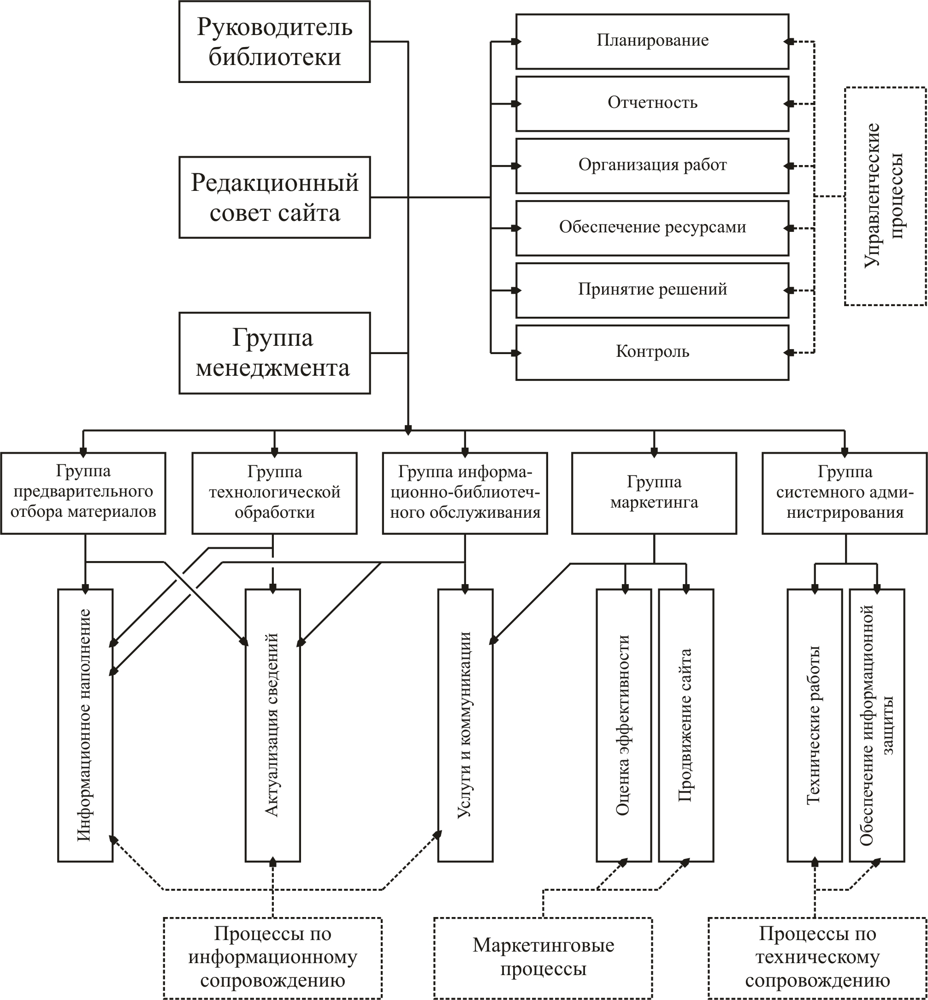 Руководитель
библиотеки
Планирование
Отчетность
Организация работ
Обеспечение ресурсами
Принятие решений
Контроль
Управленческие
процессы
Редакционный
совет сайта
Группа
менеджмента
Группа
предварительного
отбора материалов
Группа
технологической
обработки
Группа информа-
ционно-библиотеч-
ного обслуживания
Группа
маркетинга
Группа
системного адми-
нистрирования
Информационное наполнение
Актуализация сведений
Услуги и коммуникации
Оценка эффективности
Продвижение сайта
Технические работы
Обеспечение информационной
защиты
Процессы по
информационному
сопровождению
Маркетинговые
процессы
Процессы по
техническому
сопровождению